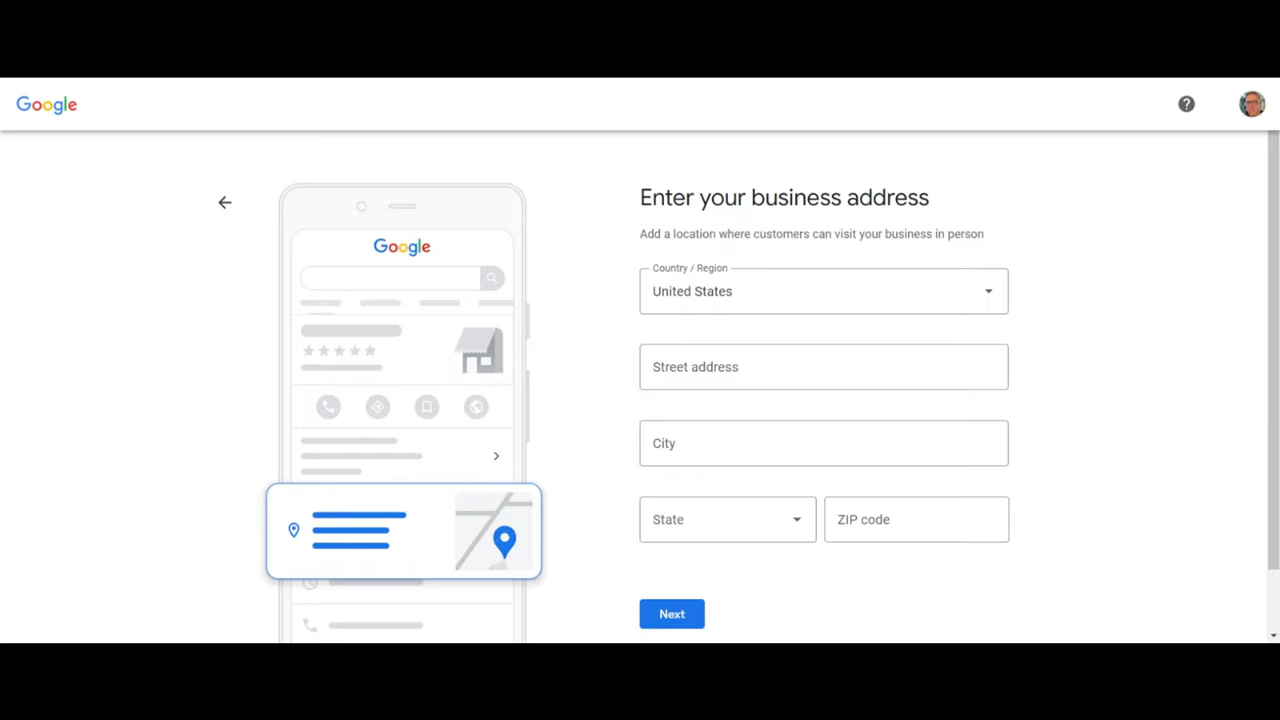 Google
?
Google
Enter your business address
Add a location where customers can visit your business in person
Country / Region
United States
Street address
City
State
ZIP code
Next